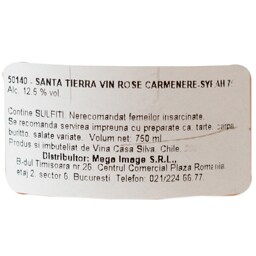 50140 - SANTA TIERRA VIN ROSE CARMENERE-SYRAH
Alc. 12.5 % vol
Contine SULFITI. Nerecomandat femeilor insarcinate.
Se recomanda servirea impreuna cu preparate ca: tarte,
buntto, salate variate. Volum net: 750 ml
Produs si imbuteliat de Vina Casa Silva, Chile.
Distribuitor: Mega Image S.R.L.,
B-dul Timisoara nr.26. Centrul Comercial Plaza Romania,
etaj 2. sector 6. Bucuresti Telefon: 021/224 66.77.